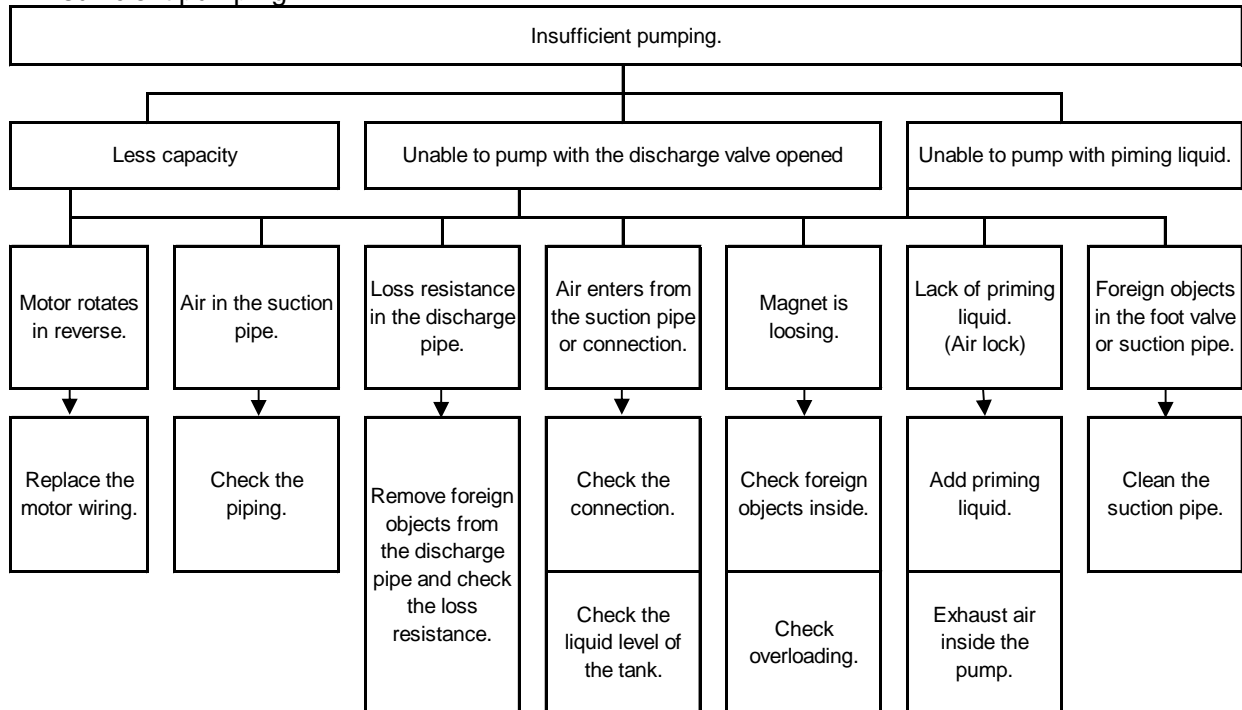 Insufficient pumping.
Less capacity
Unable to pump with the discharge valve opened
Unable to pump with piming liquid.
Motor rotates
in reverse.
Air in the suction
pipe.
Loss resistance
in the discharge
pipe.
Air enters from
the suction pipe
or connection.
Magnet is
loosing.
Lack of priming
liquid.
(Air lock)
Foreign objects
in the foot valve
or suction pipe.
Replace the
motor wiring.
Check the
piping.
Remove foreign
objects from
the discharge
pipe and check
the loss
resistance.
Check the
connection.
Check foreign
objects inside.
Add priming
liquid.
Clean the
suction pipe.
Check the
liquid level of
the tank.
Check
overloading.
Exhaust air
inside the
pump.